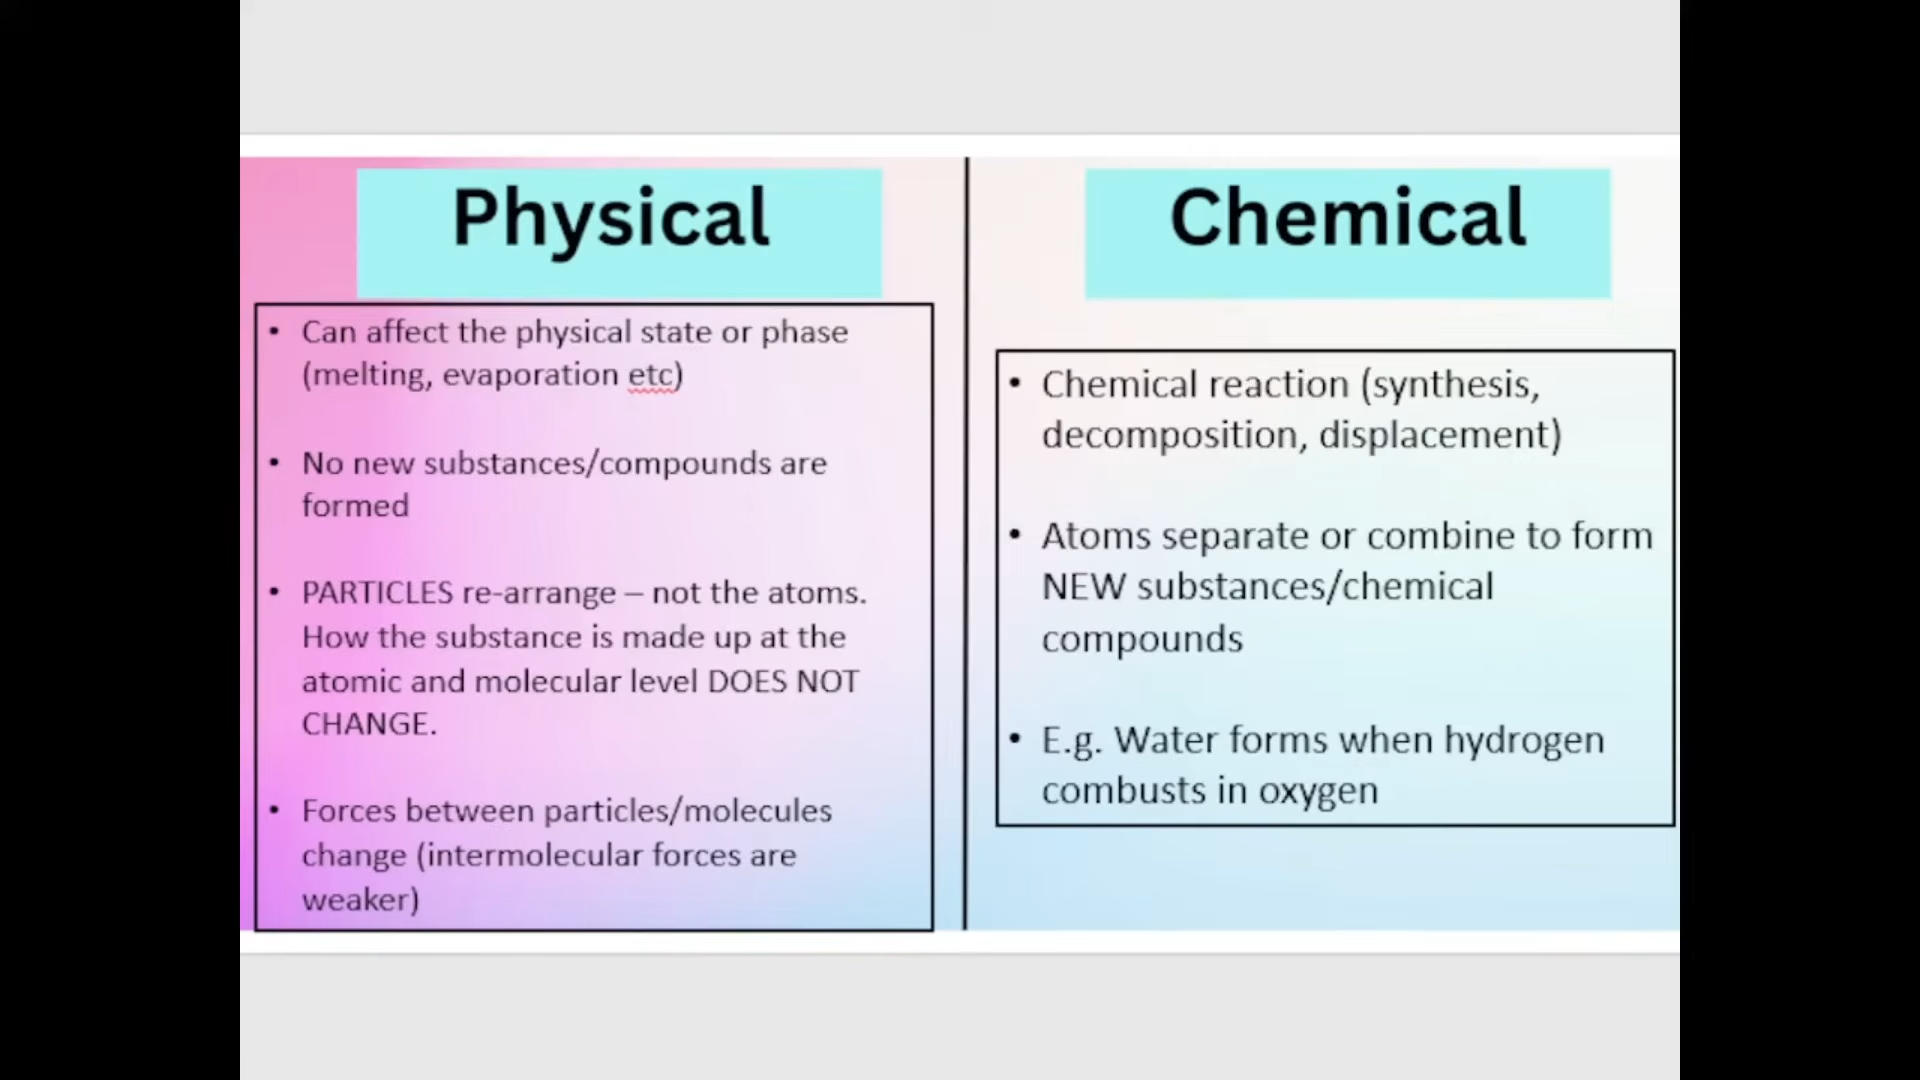 Physical
• Can affect the physical state or phase
(melting, evaporation etc)
• No new substances/compounds are
formed
• PARTICLES re-arrange – not the atoms.
How the substance is made up at the
atomic and molecular level DOES NOT
CHANGE.
• Forces between particles/molecules
change (intermolecular forces are
weaker)
Chemical
• Chemical reaction (synthesis,
decomposition, displacement)
• Atoms separate or combine to form
NEW substances/chemical
compounds
• E.g. Water forms when hydrogen
combusts in oxygen